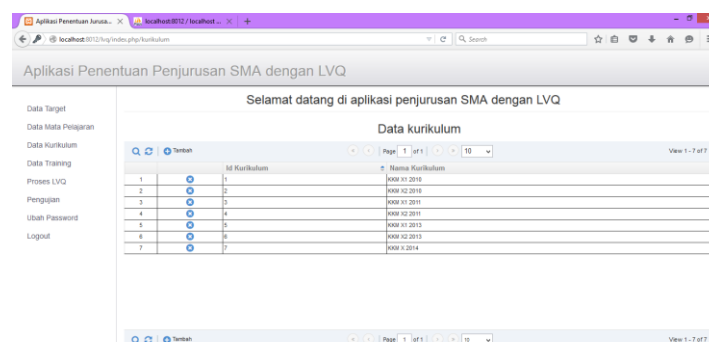 Aplikasi Penentuan Jurusa... × localhost:8012 / localhost ... × +
localhost:8012/lvq/index.php/kurikulum Search
Aplikasi Penentuan Penjurusan SMA dengan LVQ
Selamat datang di aplikasi penjurusan SMA dengan LVQ
Data Target
Data Mata Pelajaran
Data Kurikulum
Data Training
Proses LVQ
Pengujian
Ubah Password
Logout
Data kurikulum
Tambah Page 1 of 1 10 View 1 - 7 of 7
Id Kurikulum Nama Kurikulum
1 1 KKM X1 2010
2 2 KKM X2 2010
3 3 KKM X1 2011
4 4 KKM X2 2011
5 5 KKM X1 2013
6 6 KKM X2 2013
7 7 KKM X 2014
Tambah Page 1 of 1 10 View 1 - 7 of 7